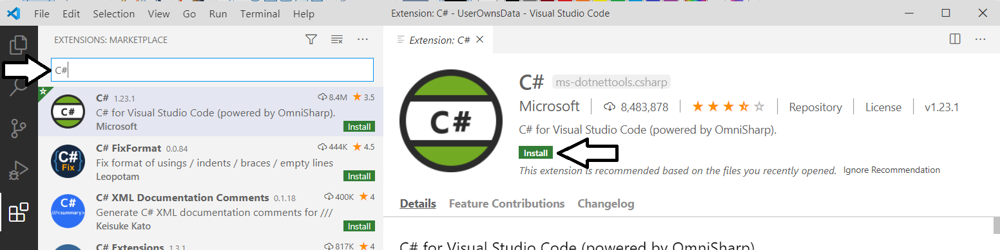 File Edit Selection View Go Run Terminal Help Extension: C# - UserOwnsData - Visual Studio Code
EXTENSIONS: MARKETPLACE
C#
C# 1.23.1 8.4M 3.5
C# for Visual Studio Code (powered by OmniSharp).
Microsoft Install
C# FixFormat 0.0.84 444K 4.5
Fix format of usings / indents / braces / empty lines
Leopotam Install
C# XML Documentation Comments 0.1.18 400K 4
Generate C# XML documentation comments for ///
Keisuke Kato Install
C# Extensions 1.3.1 817K 4
C#
C#
Fix
C#
///<summary>
Extension: C#
C#
C# ms-dotnettools.csharp
Microsoft 8,483,878 Repository License v1.23.1
C# for Visual Studio Code (powered by OmniSharp).
Install
This extension is recommended based on the files you recently opened. Ignore Recommendation
Details Feature Contributions Changelog
C# for Visual Studio Code (powered by OmniSharp)